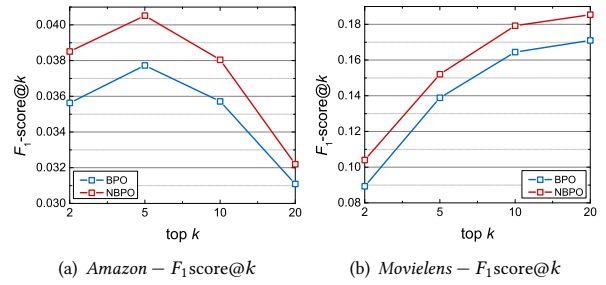 0.040
0.038
0.036
0.034
0.032
0.030
F1-score@k
2
5
10
20
top k
BPO
NBPO
(a) Amazon − F1score@k
0.18
0.16
0.14
0.12
0.10
0.08
F1-score@k
2
5
10
20
top k
BPO
NBPO
(b) Movielens − F1score@k